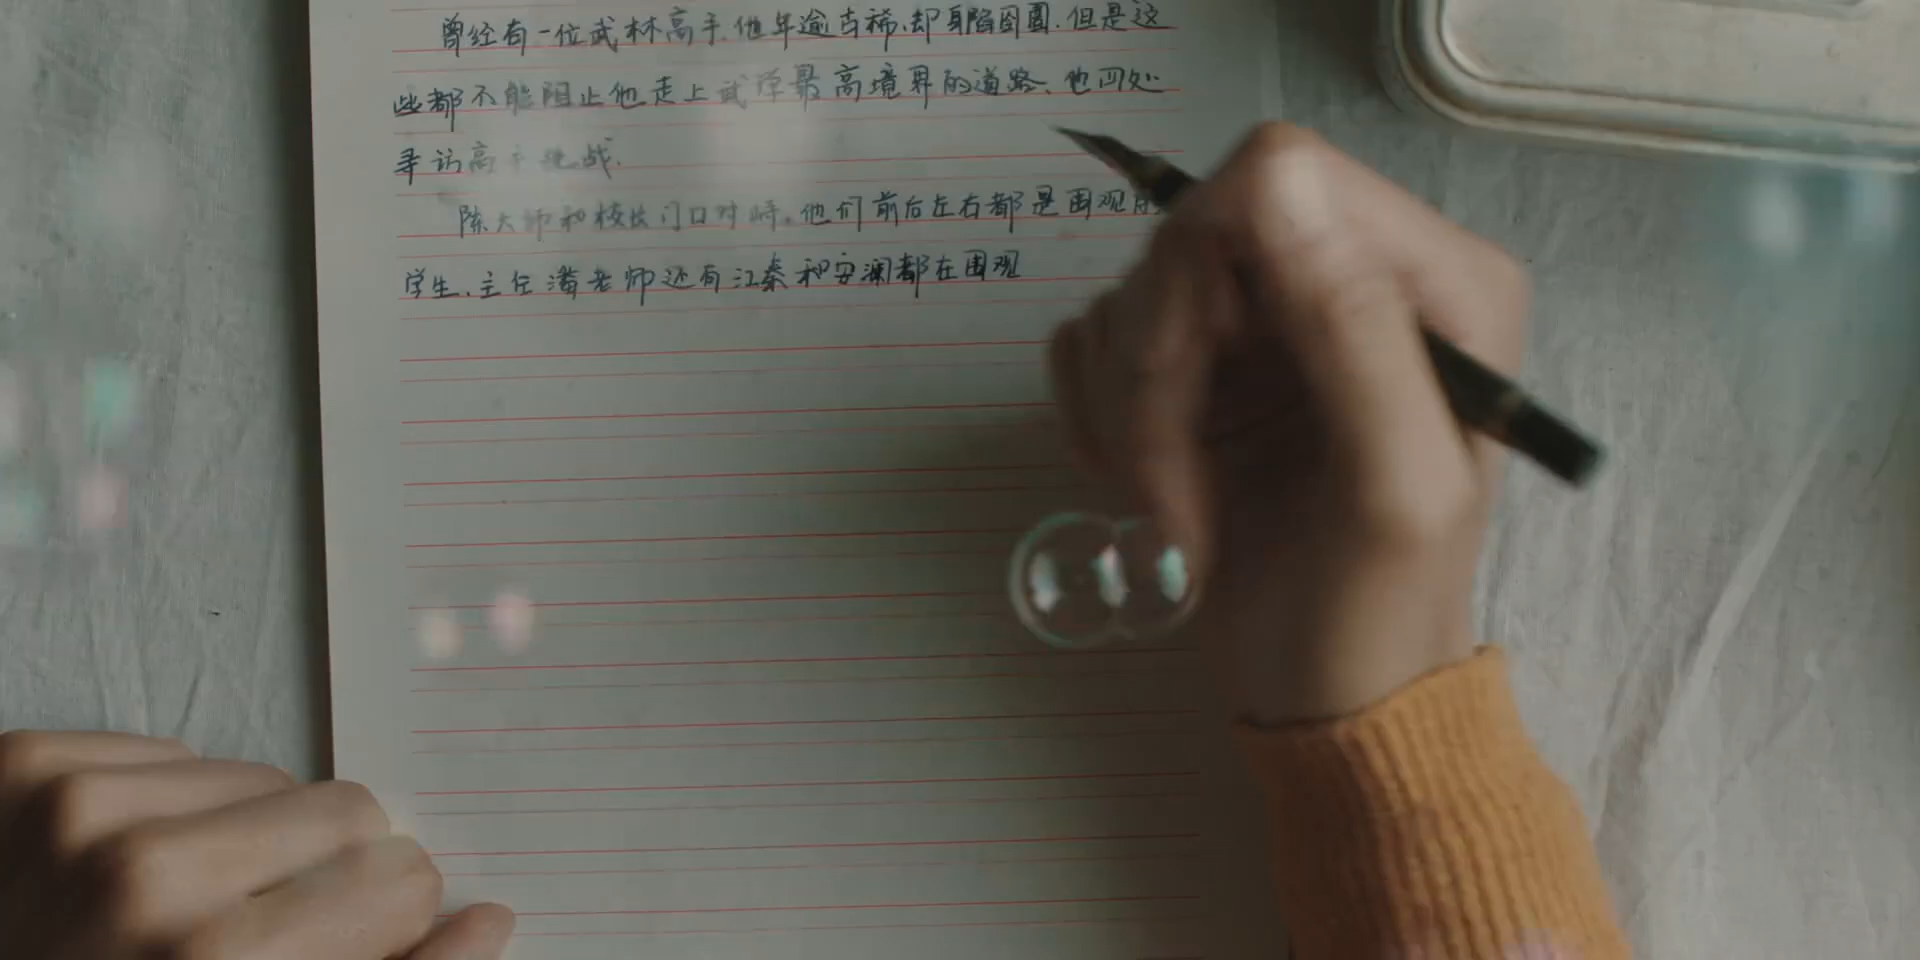 曾经有一位武林高手.他年逾古稀.却身陷囹圄.但是这
些都不能阻止他走上武学最高境界的道路.他四处
寻访高手挑战.
陈大师和校长门口对峙.他们前后左右都是围观的
学生.主任潘老师还有江秦和安澜都在围观